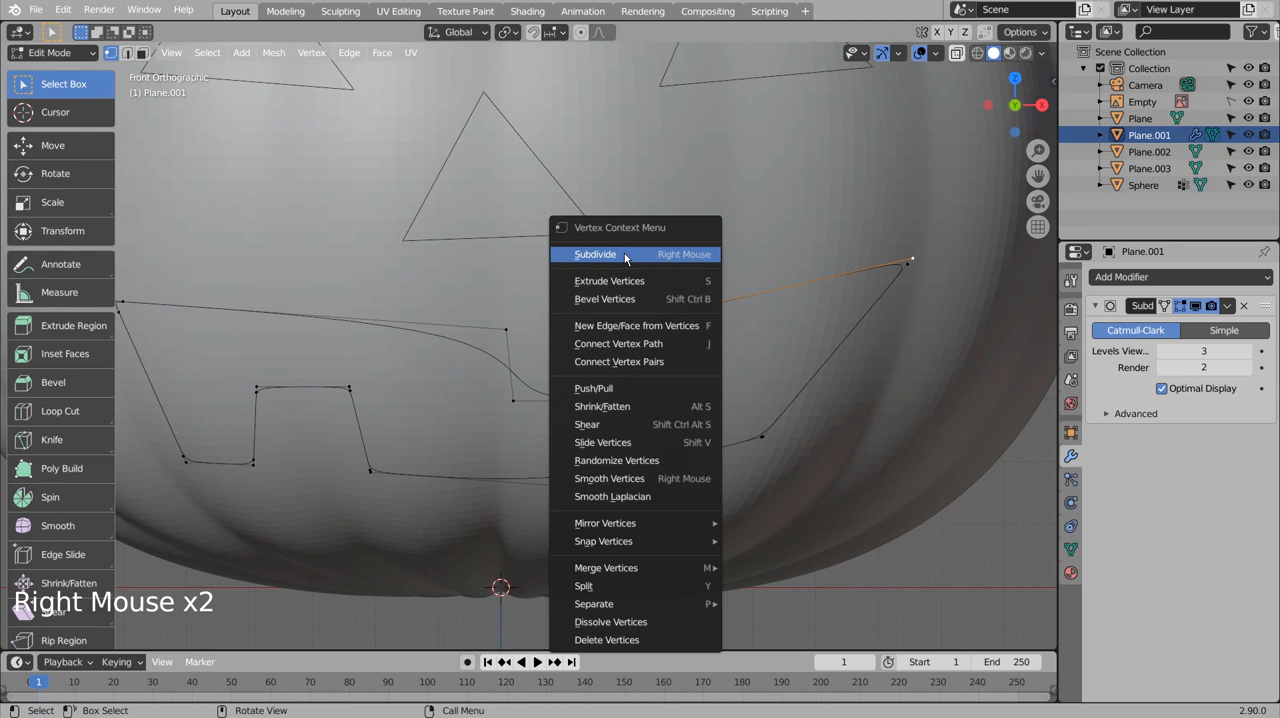 File Edit Render Window Help Layout Modeling Sculpting UV Editing Texture Paint Shading Animation Rendering Compositing Scripting + Scene View Layer
Edit Mode View Select Add Mesh Vertex Edge Face UV Global X Y Z Options
Select Box
Cursor
Move
Rotate
Scale
Transform
Annotate
Measure
Extrude Region
Inset Faces
Bevel
Loop Cut
Knife
Poly Build
Spin
Smooth
Edge Slide
Shrink/Fatten
Shear
Rip Region
Front Orthographic
(1) Plane.001
Z
Y
X
Vertex Context Menu
Subdivide Right Mouse
Extrude Vertices S
Bevel Vertices Shift Ctrl B
New Edge/Face from Vertices F
Connect Vertex Path J
Connect Vertex Pairs
Push/Pull
Shrink/Fatten Alt S
Shear Shift Ctrl Alt S
Slide Vertices Shift V
Randomize Vertices
Smooth Vertices Right Mouse
Smooth Laplacian
Mirror Vertices
Snap Vertices
Merge Vertices M
Split Y
Separate P
Dissolve Vertices
Delete Vertices
Right Mouse x2
Scene Collection
Collection
Camera
Empty
Plane
Plane.001
Plane.002
Plane.003
Sphere
Plane.001
Add Modifier
Subd
Catmull-Clark Simple
Levels View... 3
Render 2
Optimal Display
Advanced
Playback Keying View Marker 1 Start 1 End 250
1 10 20 30 40 50 60 70 80 90 100 110 120 130 140 150 160 170 180 190 200 210 220 230 240 250
Select Box Select Rotate View Call Menu 2.90.0